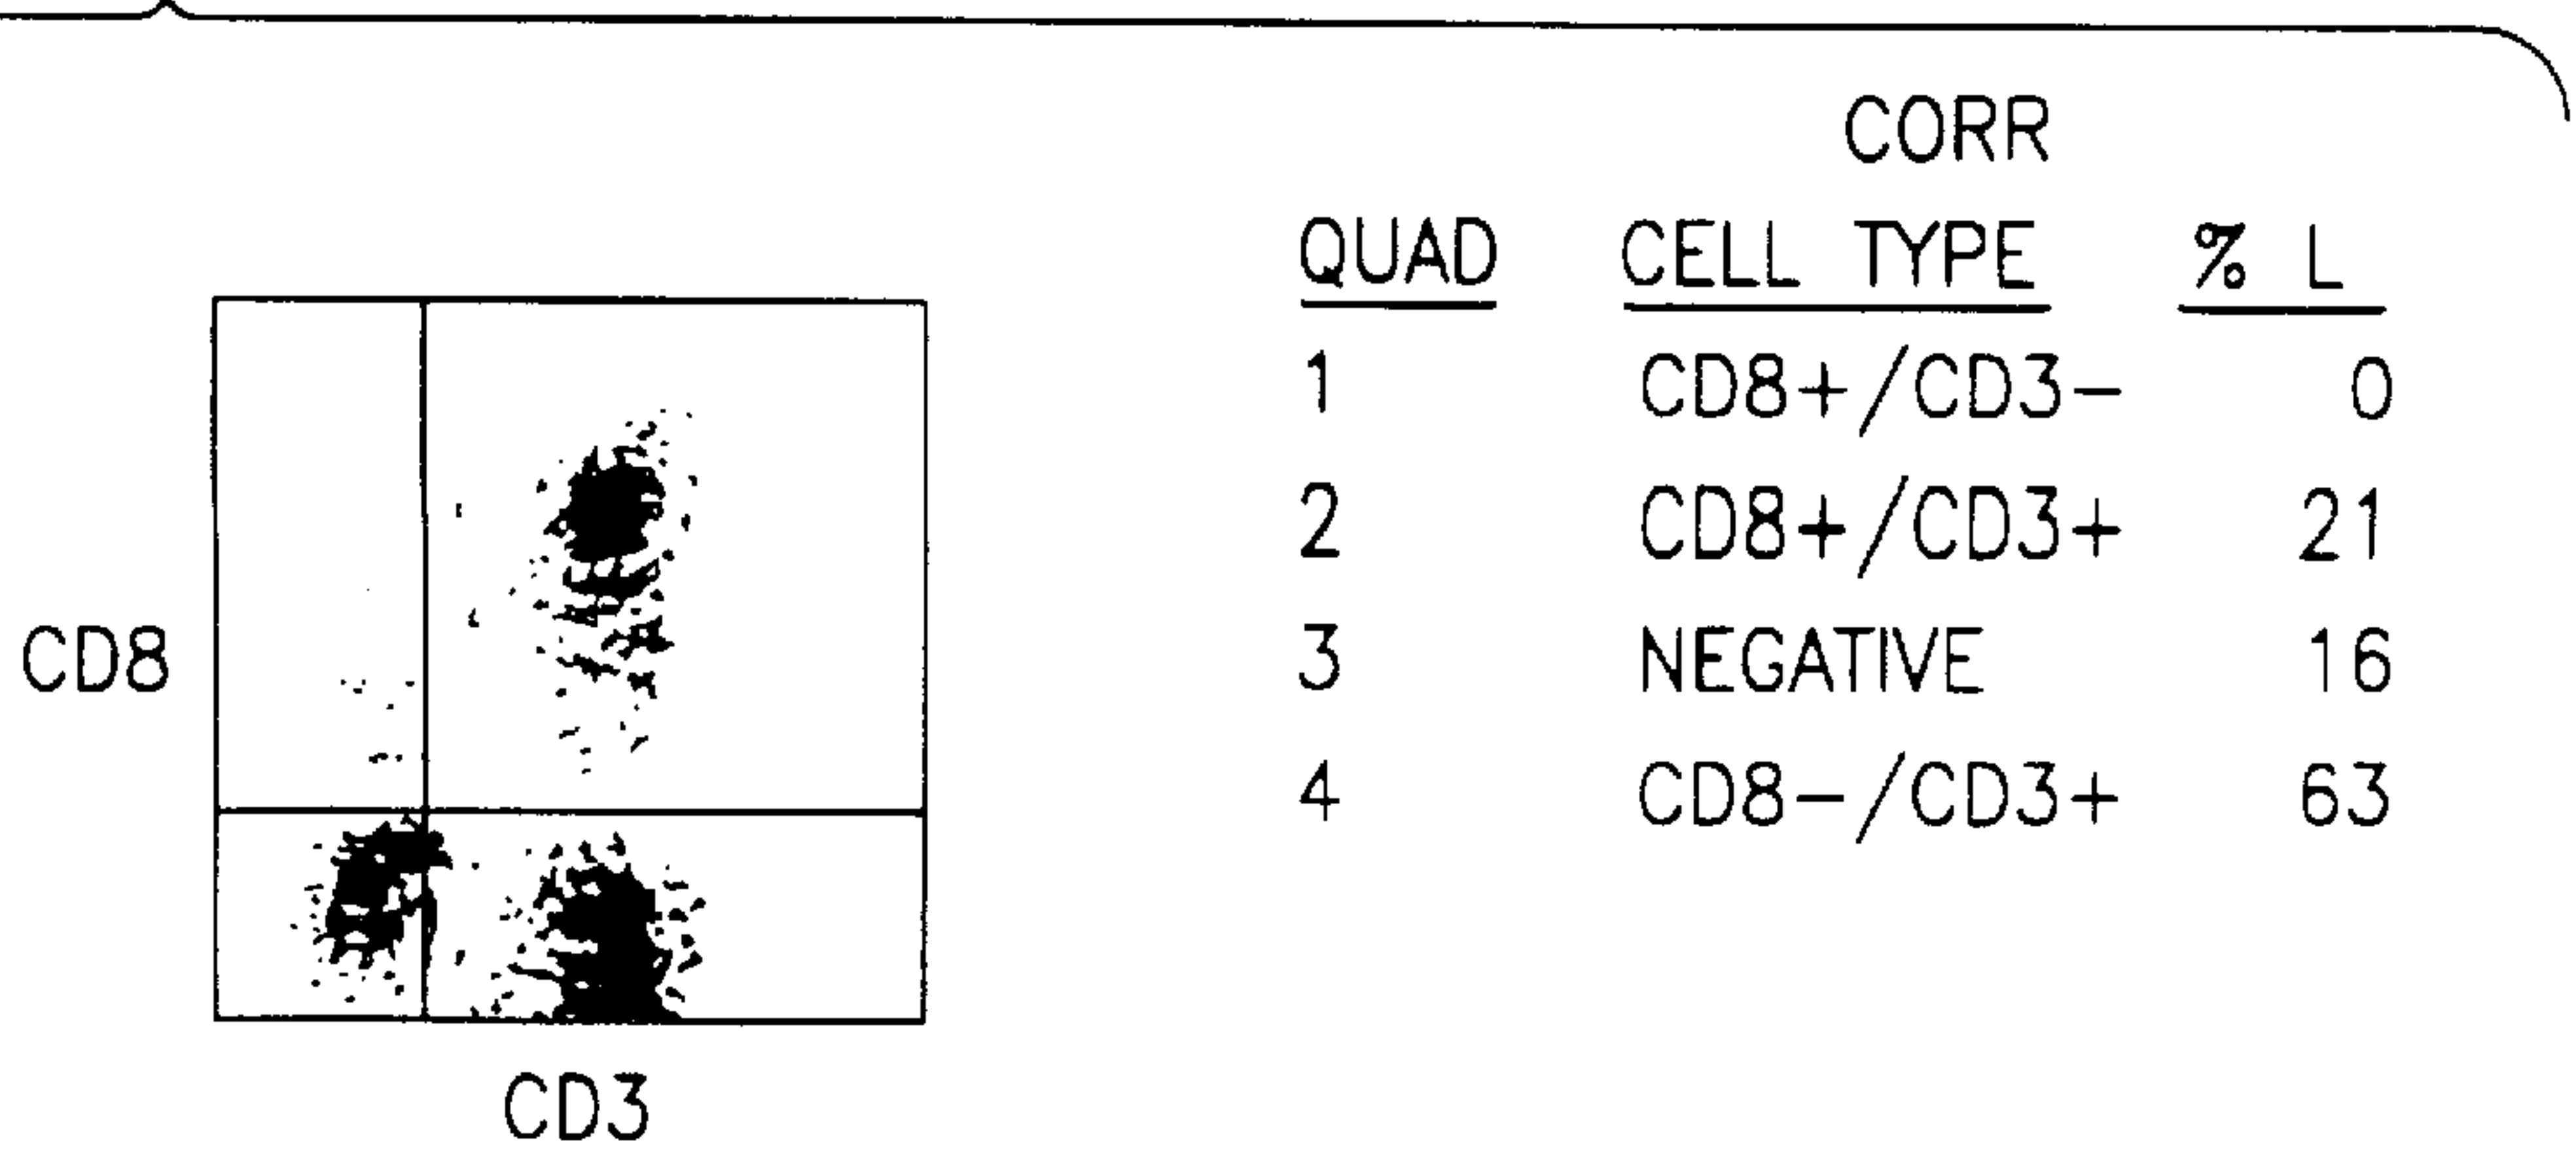 CORR
QUAD CELL TYPE % L
1 CD8+/CD3- 0
2 CD8+/CD3+ 21
3 NEGATIVE 16
4 CD8-/CD3+ 63
CD8
CD3